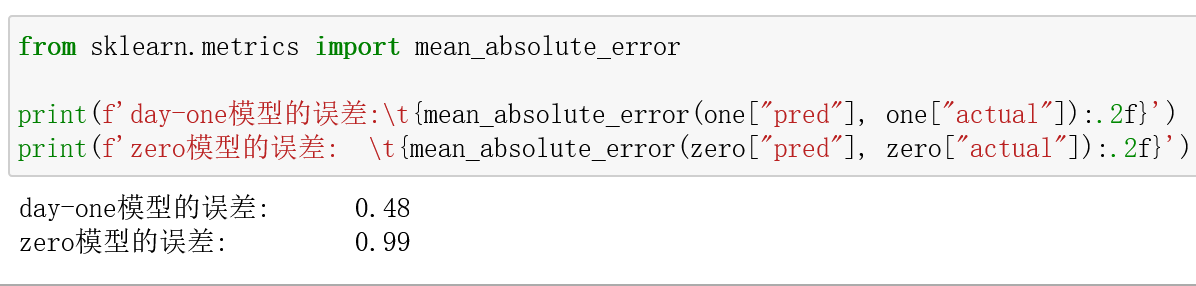 from sklearn.metrics import mean_absolute_error
print(f'day-one模型的误差:\t{mean_absolute_error(one["pred"], one["actual"]):.2f}')
print(f'zero模型的误差:  \t{mean_absolute_error(zero["pred"], zero["actual"]):.2f}')
day-one模型的误差:      0.48
zero模型的误差:         0.99